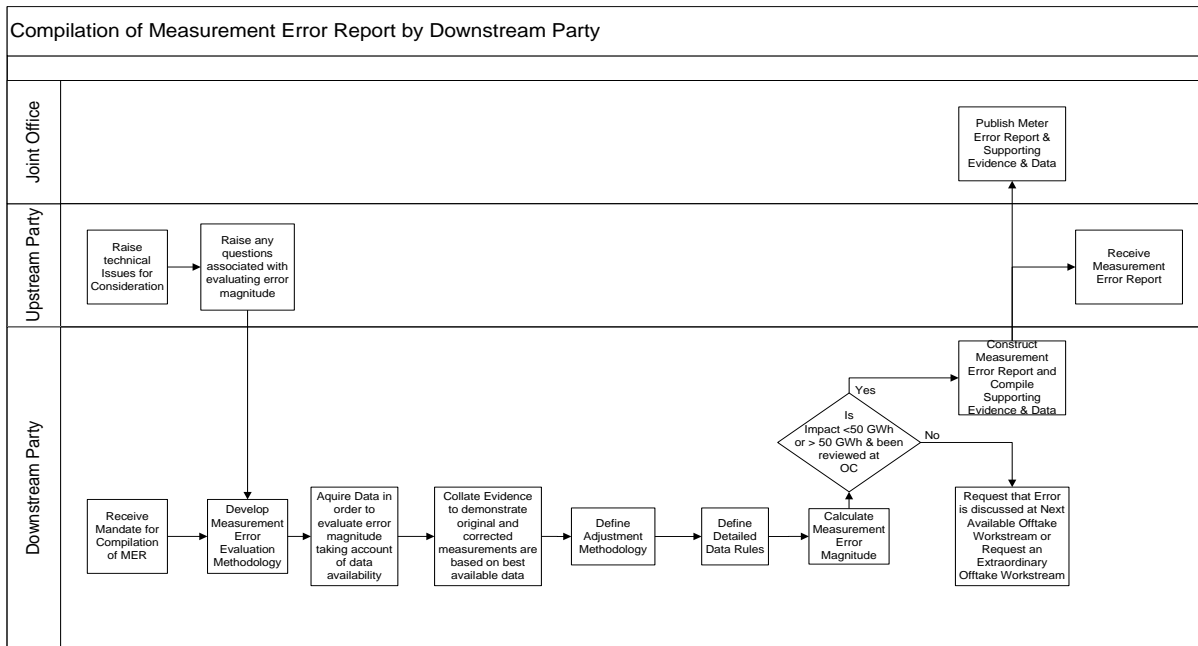 Compilation of Measurement Error Report by Downstream Party
Joint Office
Publish Meter
Error Report &
Supporting
Evidence & Data
Upstream Party
Raise
technical
Issues for
Consideration
Raise any
questions
associated with
evaluating error
magnitude
Receive
Measurement
Error Report
Downstream Party
Construct
Measurement
Error Report and
Compile
Supporting
Evidence & Data
Yes
Is
Impact <50 GWh
or > 50 GWh & been
reviewed at
OC
No
Receive
Mandate for
Compilation
of MER
Develop
Measurement
Error
Evaluation
Methodology
Aquire Data in
order to
evaluate error
magnitude
taking account
of data
availability
Collate Evidence
to demonstrate
original and
corrected
measurements are
based on best
available data
Define
Adjustment
Methodology
Define
Detailed
Data Rules
Calculate
Measurement
Error
Magnitude
Request that Error
is discussed at Next
Available Offtake
Workstream or
Request an
Extraordinary
Offtake Workstream